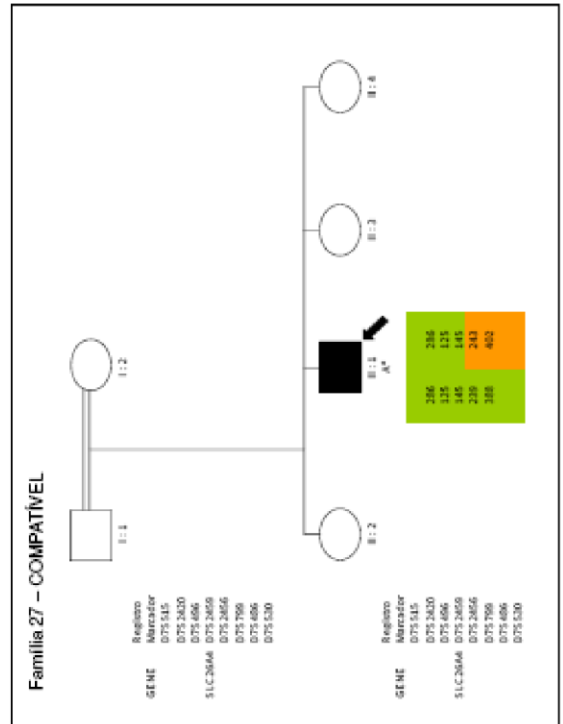 Família 27 – COMPATÍVEL
I : 1
I : 2
Registro
GENE Marcador
D7S 515
D7S 2420
D7S 496
SLC26A4 D7S 2459
D7S 2456
D7S 799
D7S 486
D7S 530
II : 2
II : 1
II : 3
II : 4
Registro
GENE Marcador
D7S 515
D7S 2420
D7S 496
SLC26A4 D7S 2459
D7S 2456
D7S 799
D7S 486
D7S 530
286 286
125 125
145 145
239 243
388 402